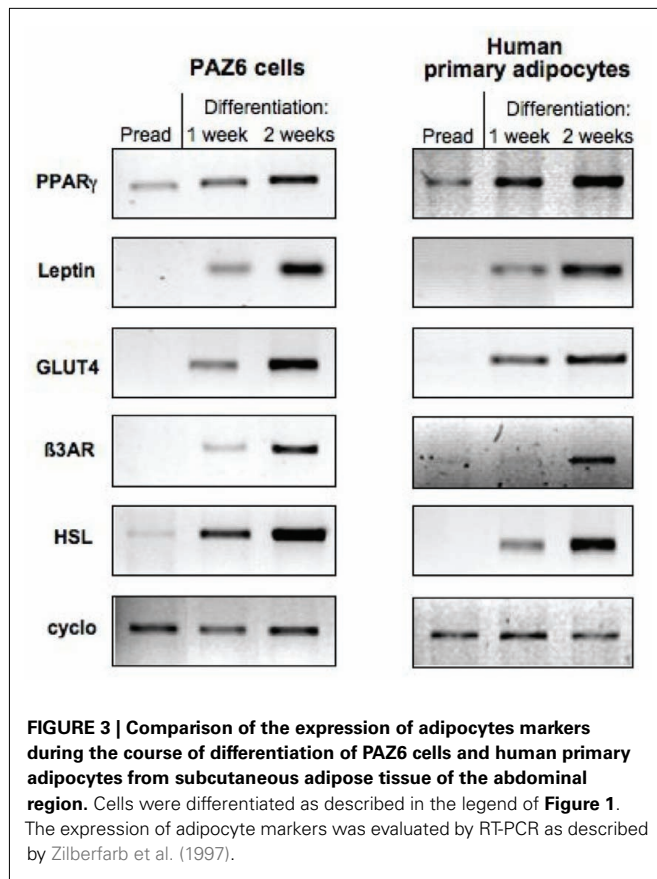 PAZ6 cells
Human
primary adipocytes
Differentiation:
Pread 1 week 2 weeks
Differentiation:
Pread 1 week 2 weeks
PPARγ
Leptin
GLUT4
ß3AR
HSL
cyclo
FIGURE 3 | Comparison of the expression of adipocytes markers
during the course of differentiation of PAZ6 cells and human primary
adipocytes from subcutaneous adipose tissue of the abdominal
region. Cells were differentiated as described in the legend of Figure 1.
The expression of adipocyte markers was evaluated by RT-PCR as described
by Zilberfarb et al. (1997).